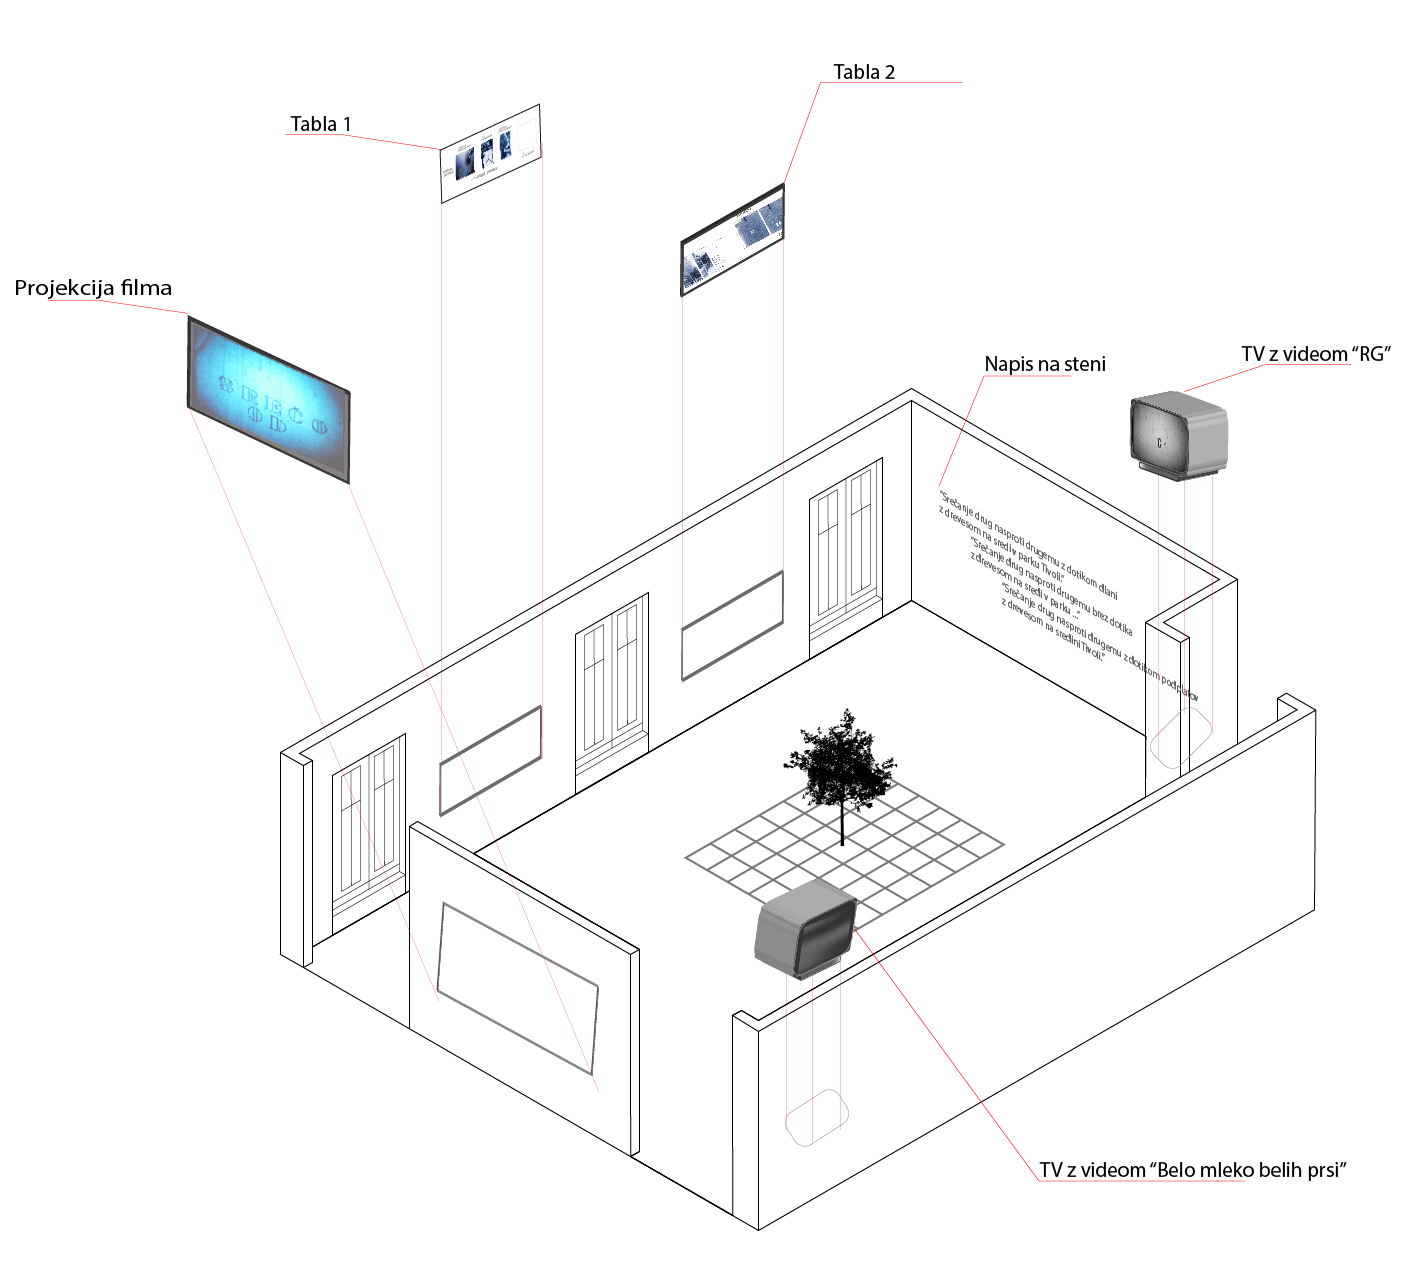 Tabla 2
Tabla 1
Projekcija filma
SREČO
Napis na steni
TV z videom “RG”
G
“Srečanje drug nasproti drugemu z dotikom dlani
z drevesom na sredi v parku Tivoli.”
“Srečanje drug nasproti drugemu brez dotika
z drevesom na sredi v parku ...”
“Srečanje drug nasproti drugemu z dotikom podplatov
z drevesom na sredini Tivoli.”
TV z videom “Belo mleko belih prsi”